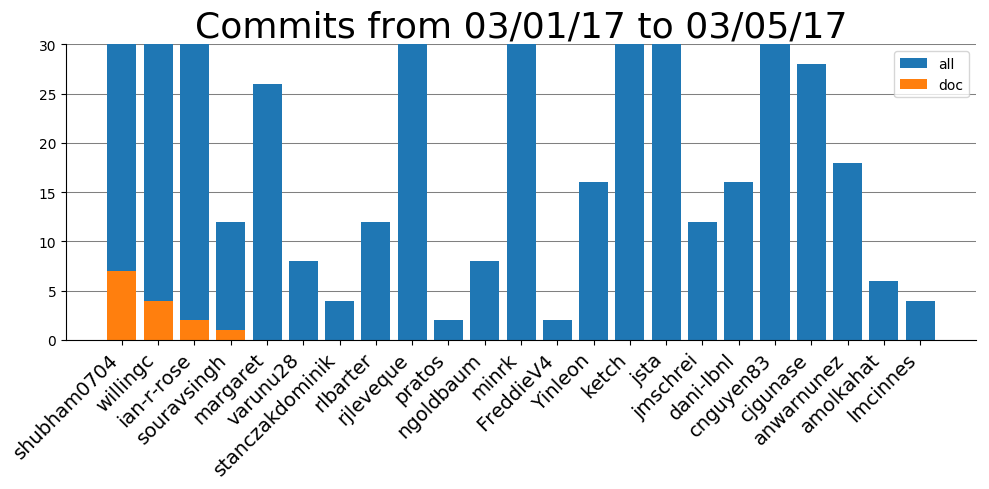 Commits from 03/01/17 to 03/05/17
30
25
20
15
10
5
0
all
doc
shubham0704
willingc
ian-r-rose
souravsingh
margaret
varunu28
stanczakdominik
rlbarter
rjleveque
pratos
ngoldbaum
minrk
FreddieV4
Yinleon
ketch
jsta
jmschrei
dani-lbnl
cnguyen83
cjgunase
anwarnunez
amolkahat
lmcinnes